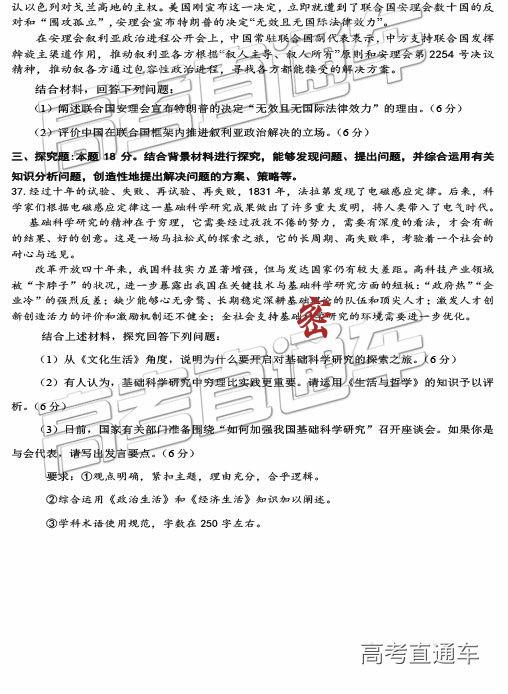 认以色列对戈兰高地的主权。美国刚宣布这一决定，立即就遭到了联合国安理会数十国的反
对和“围攻孤立”，安理会宣布特朗普的决定“无效且无国际法律效力”。
在安理会叙利亚政治进程公开会上，中国常驻联合国副代表表示，中方支持联合国发挥
斡旋主渠道作用，推动叙利亚各方根据“叙人主导、叙人所有”原则和安理会第 2254 号决议
精神，推动叙各方通过包容性政治进程，寻找各方都能接受的解决方案。
结合材料，回答下列问题：
（1）阐述联合国安理会宣布特朗普的决定“无效且无国际法律效力”的理由。（6 分）
（2）评价中国在联合国框架内推进叙利亚政治解决的立场。（6 分）
三、探究题：本题 18 分。结合背景材料进行探究，能够发现问题、提出问题，并综合运用有关
知识分析问题，创造性地提出解决问题的方案、策略等。
37. 经过十年的试验、失败、再试验、再失败，1831 年，法拉第发现了电磁感应定律。后来，科
学家们根据电磁感应定律这一基础科学研究成果做出了许多重大发明，将人类带入了电气时代。
基础科学研究的精神在于穷理，它需要经过孜孜不倦的努力，需要有深度的看法，才会有新
的结果、好的创意。这是一场马拉松式的探索之旅，它的长周期、高失败率，考验着一个社会的
耐心与远见。
改革开放四十年来，我国科技实力显著增强，但与发达国家仍有较大差距。高科技产业领域
被“卡脖子”的状况，进一步暴露出我国在关键技术与基础科学研究方面的短板：“政府热”“企
业冷”的强烈反差；缺少能够心无旁骛、长期稳定深耕基础理论的队伍和顶尖人才；激发人才创
新创造活力的评价和激励机制还不健全；全社会支持基础科学研究的环境需要进一步优化。
密
结合上述材料，探究回答下列问题：
（1）从《文化生活》角度，说明为什么要开启对基础科学研究的探索之旅。（6 分）
（2）有人认为，基础科学研究中穷理比实践更重要。请运用《生活与哲学》的知识予以评
析。（6 分）
（3）日前，国家有关部门准备围绕“如何加强我国基础科学研究”召开座谈会。如果你是
与会代表，请写出发言要点。（6 分）
要求：①观点明确，紧扣主题，理由充分，合乎逻辑。
②综合运用《政治生活》和《经济生活》知识加以阐述。
③学科术语使用规范，字数在 250 字左右。
高考直通车
高考直通车
高考直通车